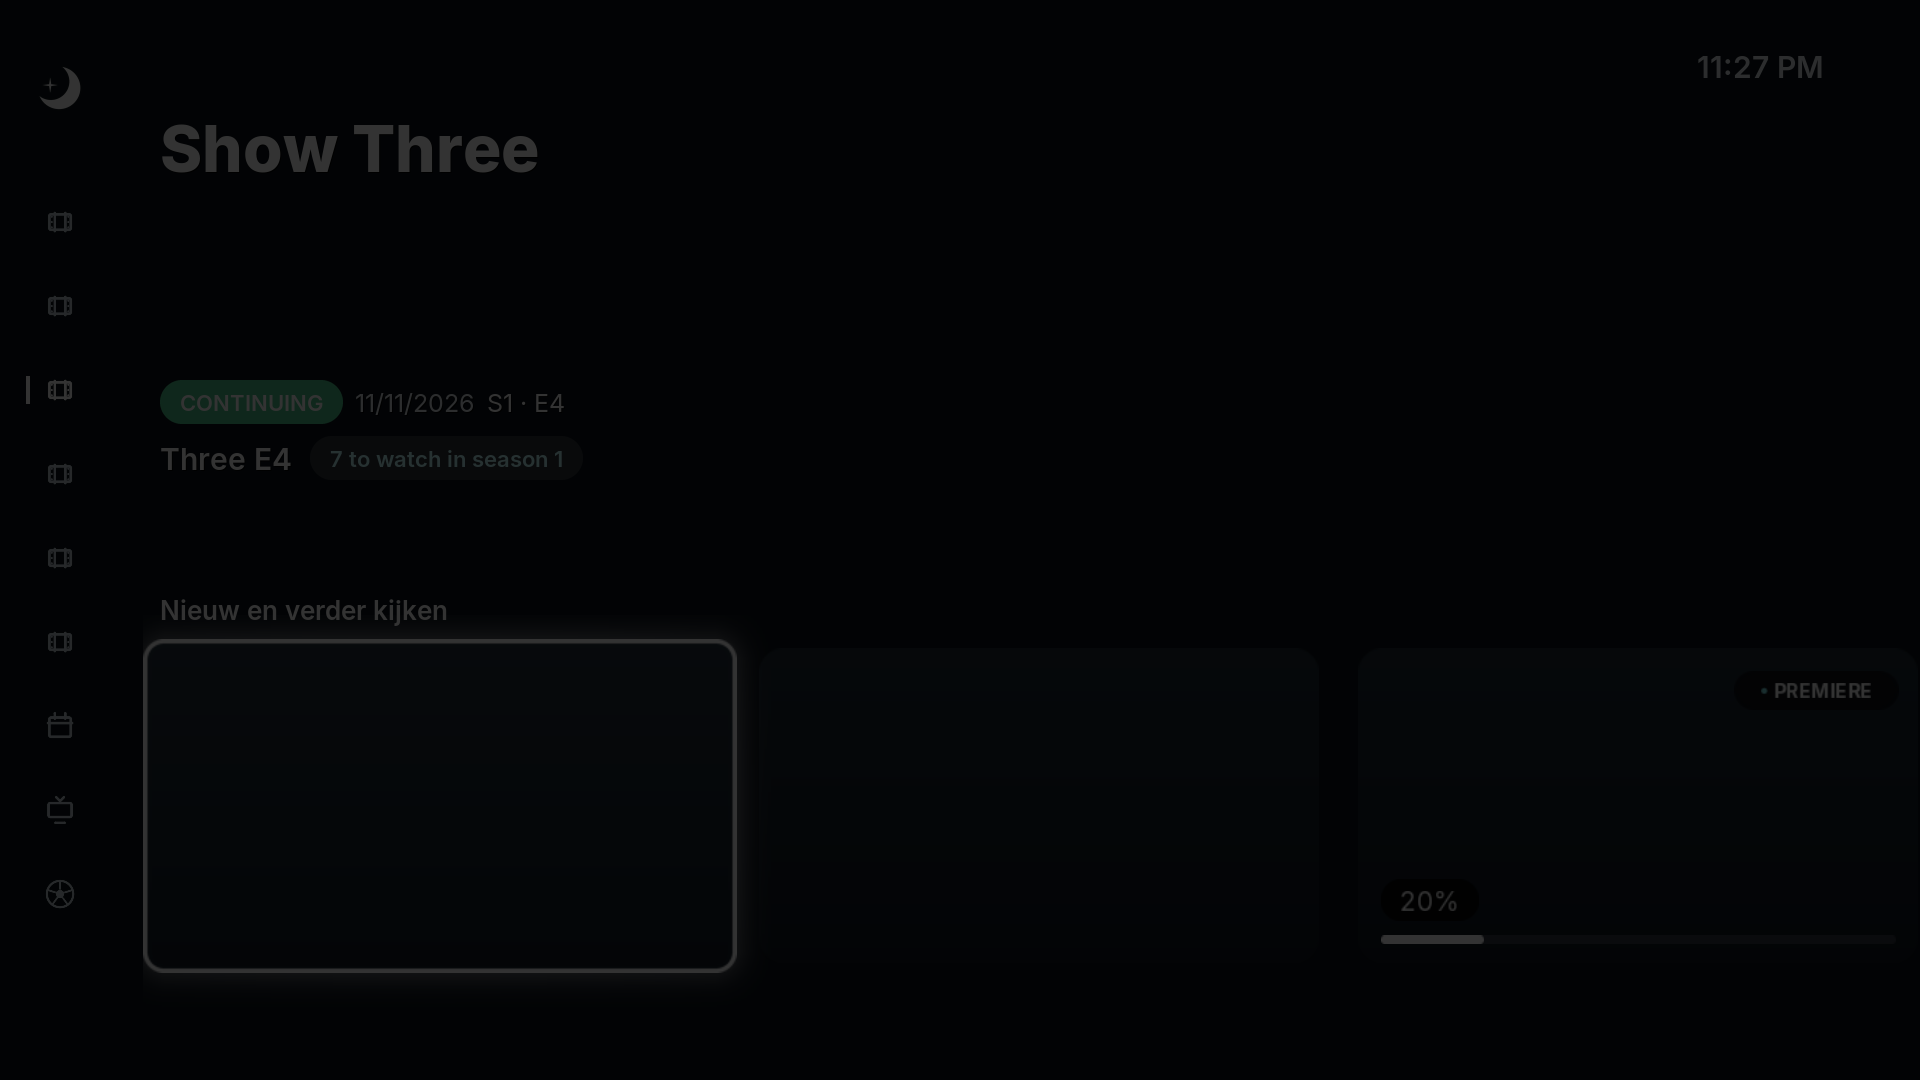 11:27 PM
Show Three
CONTINUING 11/11/2026 S1 · E4
Three E4 7 to watch in season 1
Nieuw en verder kijken
• PREMIERE
20%